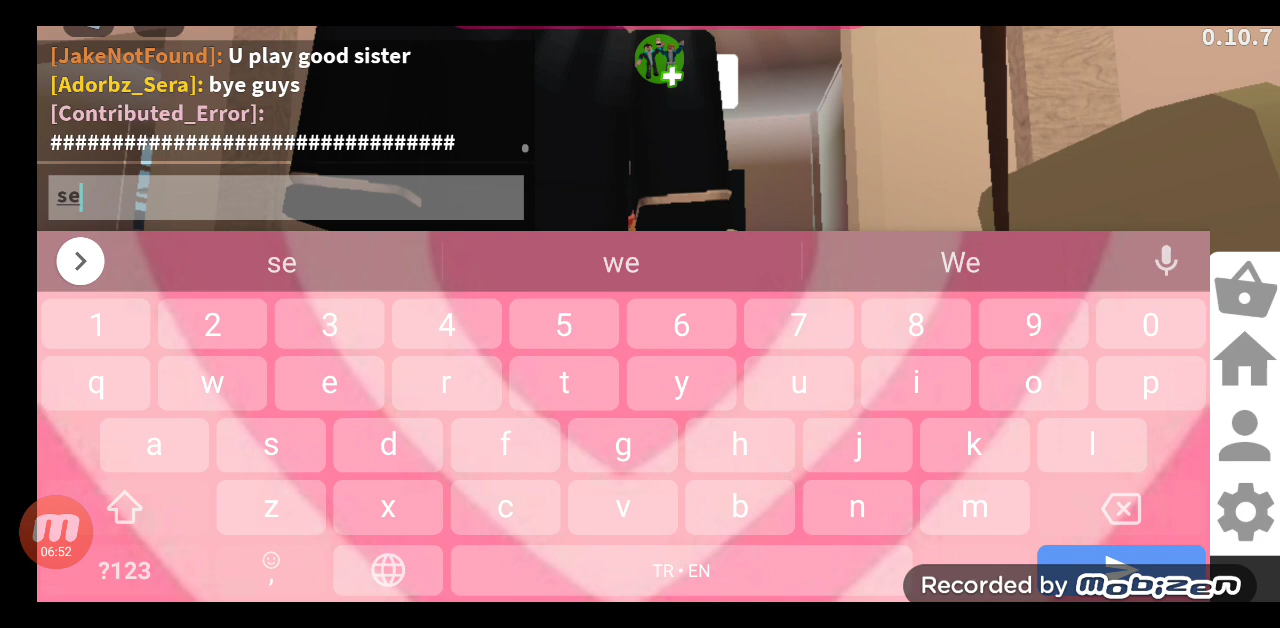 0.10.7
[JakeNotFound]: U play good sister
[Adorbz_Sera]: bye guys
[Contributed_Error]:
#################################
se
se we We
1 2 3 4 5 6 7 8 9 0
q w e r t y u i o p
a s d f g h j k l
z x c v b n m
06:52
?123 , TR • EN
Recorded by mobizen